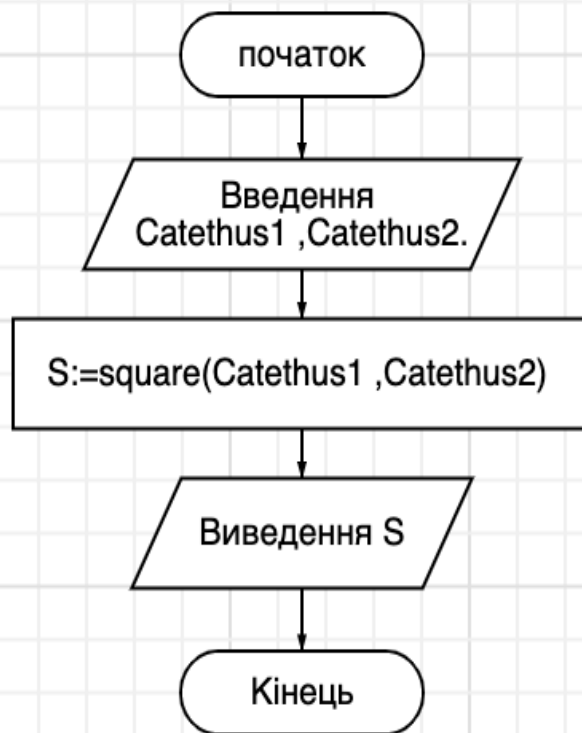 початок
Введення
Catethus1 ,Catethus2.
S:=square(Catethus1 ,Catethus2)
Виведення S
Кінець